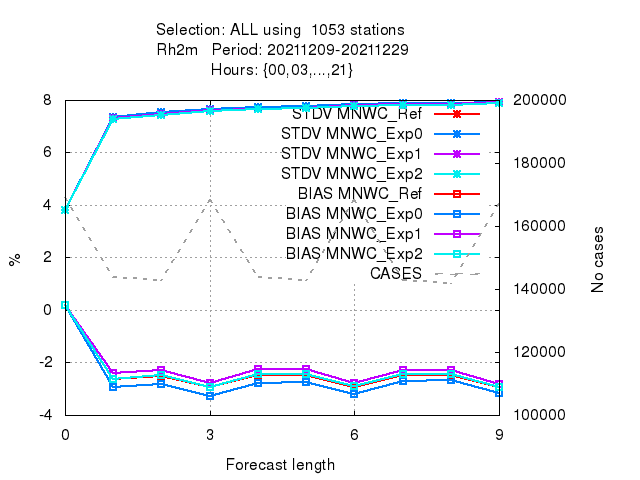 Selection: ALL using  1053 stations
Rh2m   Period: 20211209-20211229
Hours: {00,03,...,21}
8
6
4
2
0
-2
-4
%
200000
180000
160000
140000
120000
100000
No cases
STDV MNWC_Ref
STDV MNWC_Exp0
STDV MNWC_Exp1
STDV MNWC_Exp2
BIAS MNWC_Ref
BIAS MNWC_Exp0
BIAS MNWC_Exp1
BIAS MNWC_Exp2
CASES
0 3 6 9
Forecast length